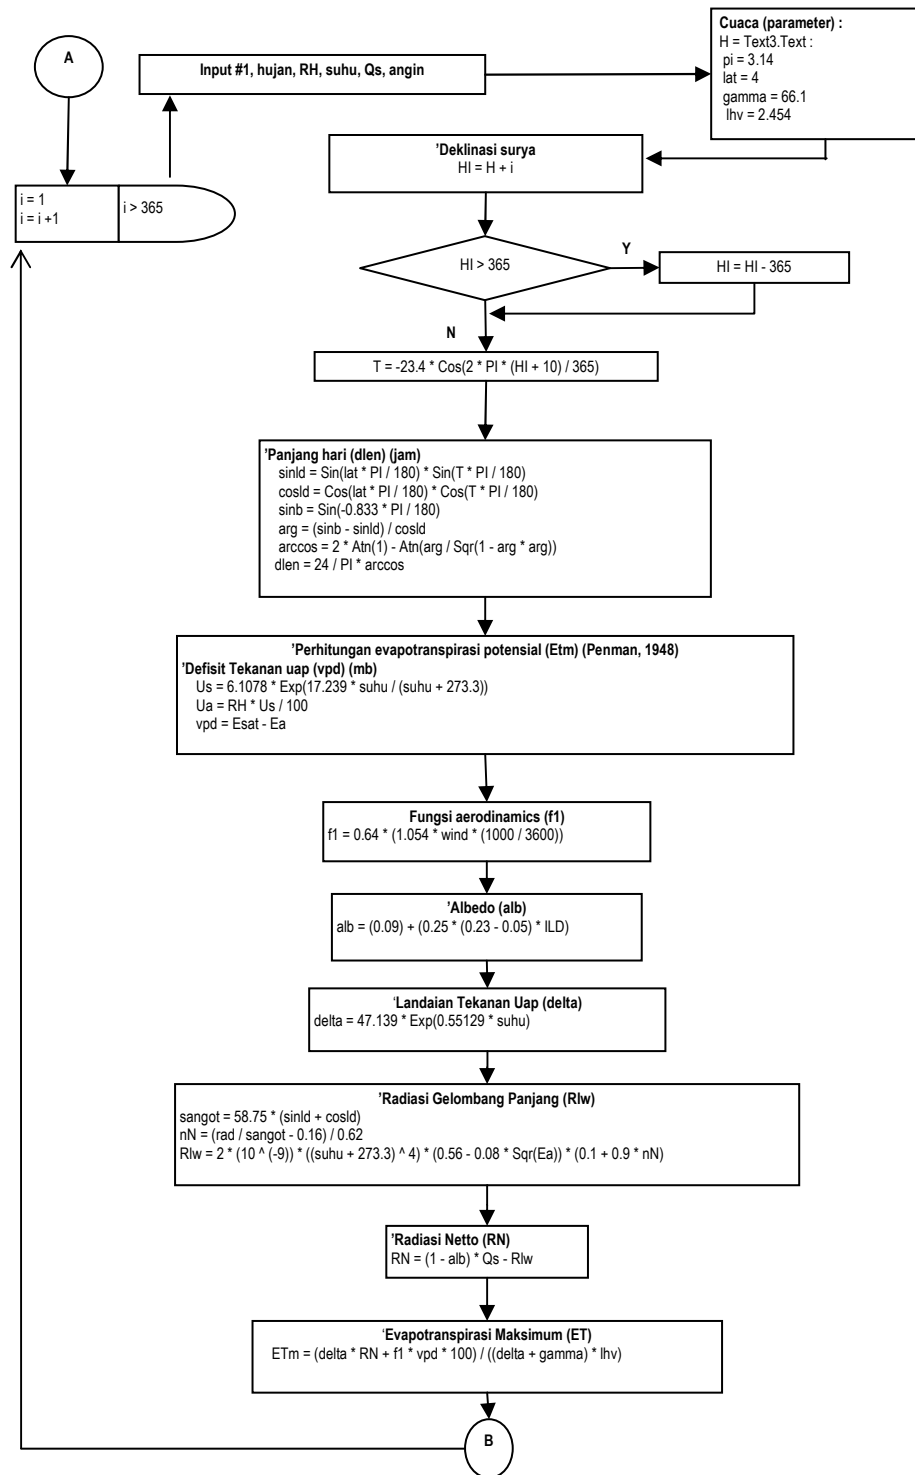 A
Input #1, hujan, RH, suhu, Qs, angin
Cuaca (parameter) :
H = Text3.Text :
pi = 3.14
lat = 4
gamma = 66.1
lhv = 2.454
i = 1
i = i +1
i > 365
'Deklinasi surya
HI = H + i
HI > 365
Y
HI = HI - 365
N
T = -23.4 * Cos(2 * PI * (HI + 10) / 365)
'Panjang hari (dlen) (jam)
sinld = Sin(lat * PI / 180) * Sin(T * PI / 180)
cosld = Cos(lat * PI / 180) * Cos(T * PI / 180)
sinb = Sin(-0.833 * PI / 180)
arg = (sinb - sinld) / cosld
arccos = 2 * Atn(1) - Atn(arg / Sqr(1 - arg * arg))
dlen = 24 / PI * arccos
'Perhitungan evapotranspirasi potensial (Etm) (Penman, 1948)
'Defisit Tekanan uap (vpd) (mb)
Us = 6.1078 * Exp(17.239 * suhu / (suhu + 273.3))
Ua = RH * Us / 100
vpd = Esat - Ea
Fungsi aerodinamics (f1)
f1 = 0.64 * (1.054 * wind * (1000 / 3600))
'Albedo (alb)
alb = (0.09) + (0.25 * (0.23 - 0.05) * ILD)
'Landaian Tekanan Uap (delta)
delta = 47.139 * Exp(0.55129 * suhu)
'Radiasi Gelombang Panjang (Rlw)
sangot = 58.75 * (sinld + cosld)
nN = (rad / sangot - 0.16) / 0.62
Rlw = 2 * (10 ^ (-9)) * ((suhu + 273.3) ^ 4) * (0.56 - 0.08 * Sqr(Ea)) * (0.1 + 0.9 * nN)
'Radiasi Netto (RN)
RN = (1 - alb) * Qs - Rlw
'Evapotranspirasi Maksimum (ET)
ETm = (delta * RN + f1 * vpd * 100) / ((delta + gamma) * lhv)
B